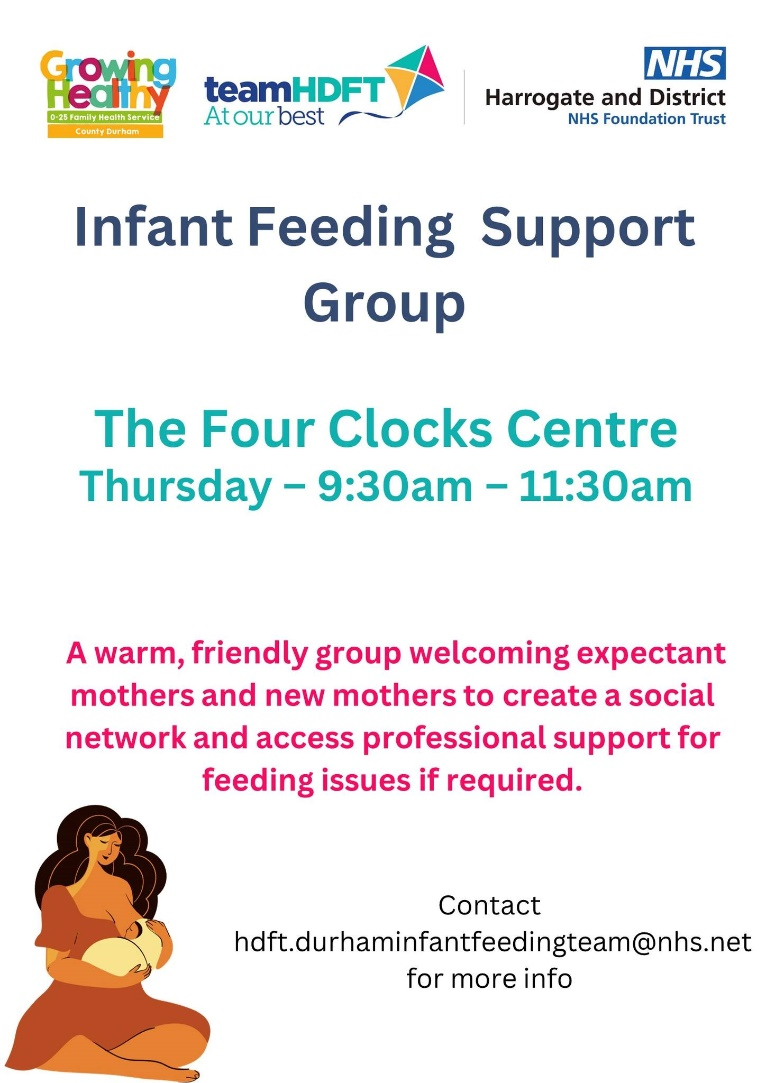 Growing
Healthy
0-25 Family Health Service
County Durham
teamHDFT
At our best
NHS
Harrogate and District
NHS Foundation Trust
Infant Feeding Support
Group
The Four Clocks Centre
Thursday – 9:30am – 11:30am
A warm, friendly group welcoming expectant
mothers and new mothers to create a social
network and access professional support for
feeding issues if required.
Contact
hdft.durhaminfantfeedingteam@nhs.net
for more info